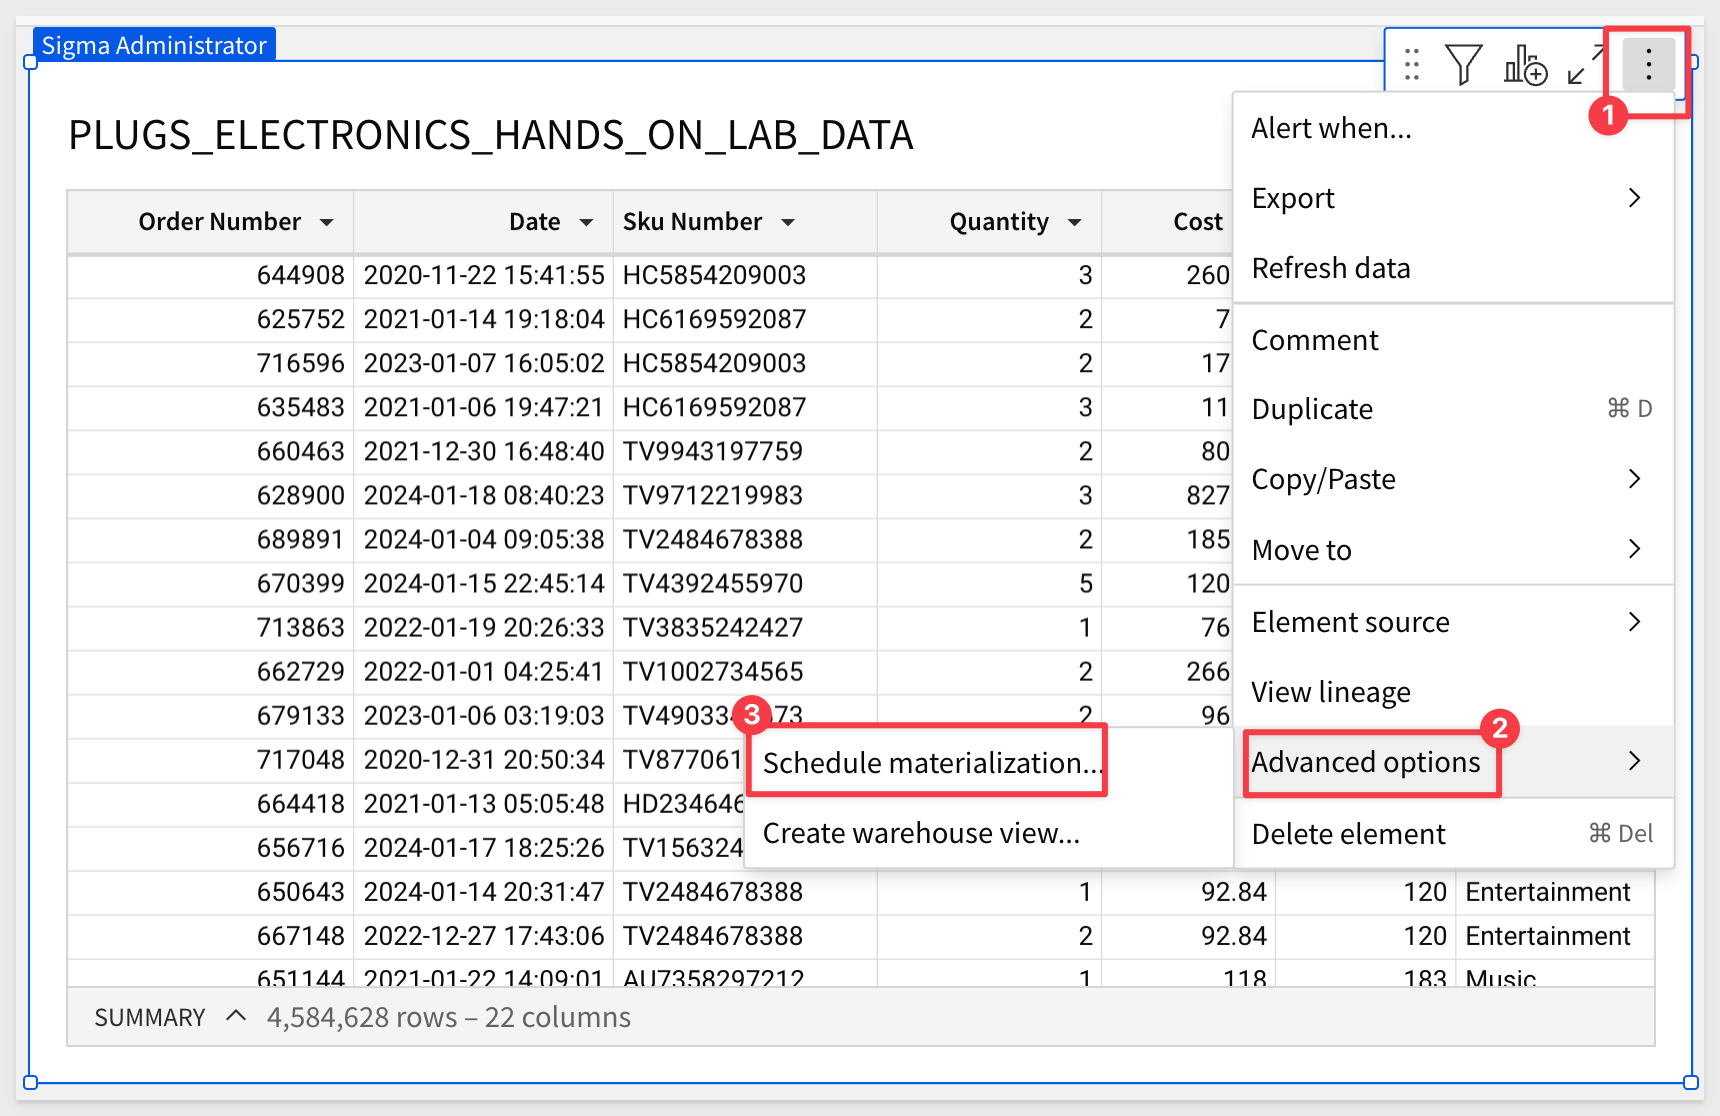 Sigma Administrator
1
PLUGS_ELECTRONICS_HANDS_ON_LAB_DATA
Order Number Date Sku Number Quantity Cost
644908 2020-11-22 15:41:55 HC5854209003 3 260
625752 2021-01-14 19:18:04 HC6169592087 2 7
716596 2023-01-07 16:05:02 HC5854209003 2 17
635483 2021-01-06 19:47:21 HC6169592087 3 11
660463 2021-12-30 16:48:40 TV9943197759 2 80
628900 2024-01-18 08:40:23 TV9712219983 3 827
689891 2024-01-04 09:05:38 TV2484678388 2 185
670399 2024-01-15 22:45:14 TV4392455970 5 120
713863 2022-01-19 20:26:33 TV3835242427 1 76
662729 2022-01-01 04:25:41 TV1002734565 2 266
679133 2023-01-06 03:19:03 2 96
717048 2020-12-31 20:50:34 TV877061
664418 2021-01-13 05:05:48 HD234646
656716 2024-01-17 18:25:26 TV156324
650643 2024-01-14 20:31:47 TV2484678388 1 92.84 120 Entertainment
667148 2022-12-27 17:43:06 TV2484678388 2 92.84 120 Entertainment
651144 2021-01-22 14:09:01 AU7358297212 1 118 183 Music
SUMMARY 4,584,628 rows – 22 columns
Alert when...
Export
Refresh data
Comment
Duplicate ⌘ D
Copy/Paste
Move to
Element source
View lineage
2
Advanced options
Delete element ⌘ Del
3
Schedule materialization...
Create warehouse view...